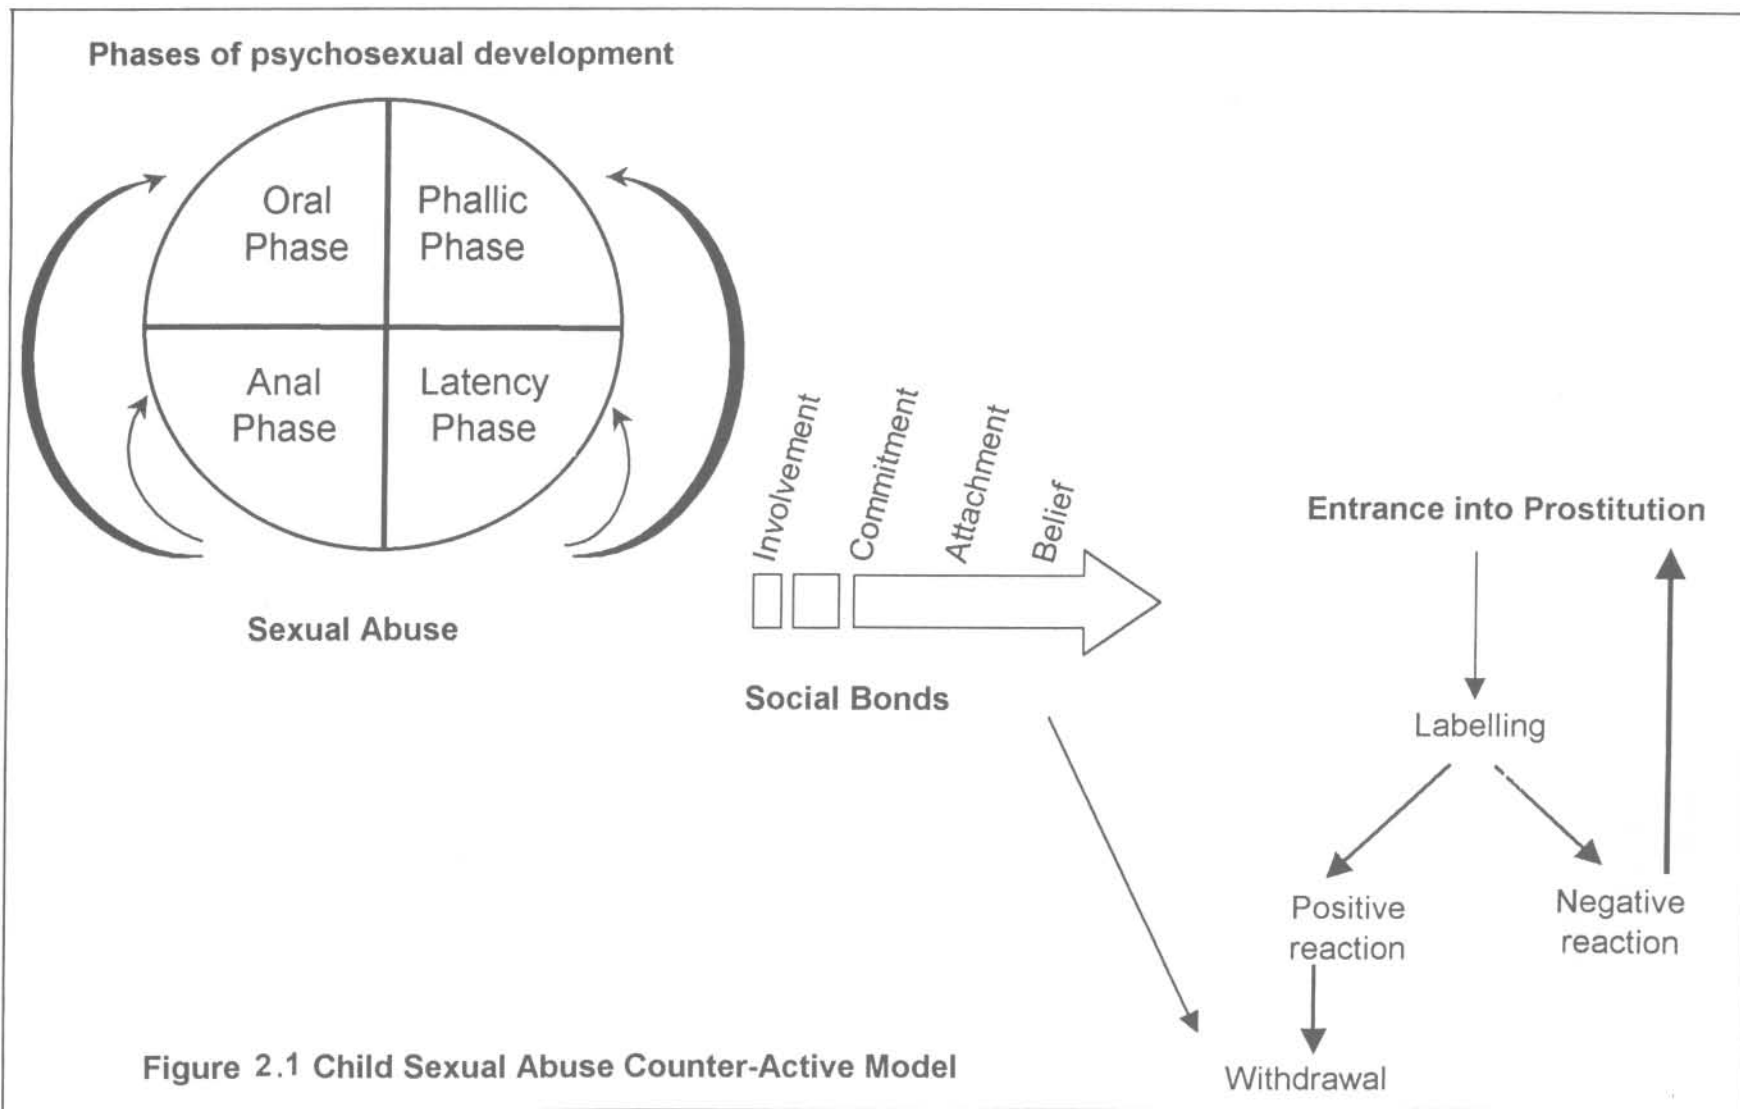 Phases of psychosexual development
Oral
Phase
Phallic
Phase
Anal
Phase
Latency
Phase
Sexual Abuse
Involvement
Commitment
Attachment
Belief
Social Bonds
Entrance into Prostitution
Labelling
Positive
reaction
Negative
reaction
Withdrawal
Figure 2.1 Child Sexual Abuse Counter-Active Model